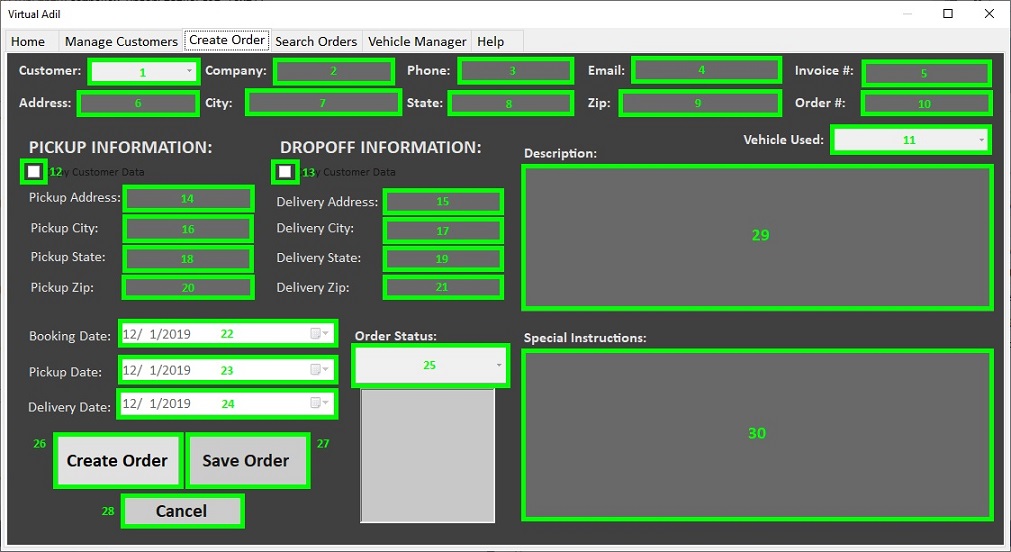 Virtual Adil
Home Manage Customers Create Order Search Orders Vehicle Manager Help
Customer: 1 Company: 2 Phone: 3 Email: 4 Invoice #: 5
Address: 6 City: 7 State: 8 Zip: 9 Order #: 10
Vehicle Used: 11
PICKUP INFORMATION: DROPOFF INFORMATION:
Description:
12 Customer Data 13 Customer Data
Pickup Address: 14 Delivery Address: 15
Pickup City: 16 Delivery City: 17
29
Pickup State: 18 Delivery State: 19
Pickup Zip: 20 Delivery Zip: 21
Booking Date: 12/ 1/2019 22 Order Status: Special Instructions:
Pickup Date: 12/ 1/2019 23 25
Delivery Date: 12/ 1/2019 24
30
26 Create Order Save Order 27
28 Cancel